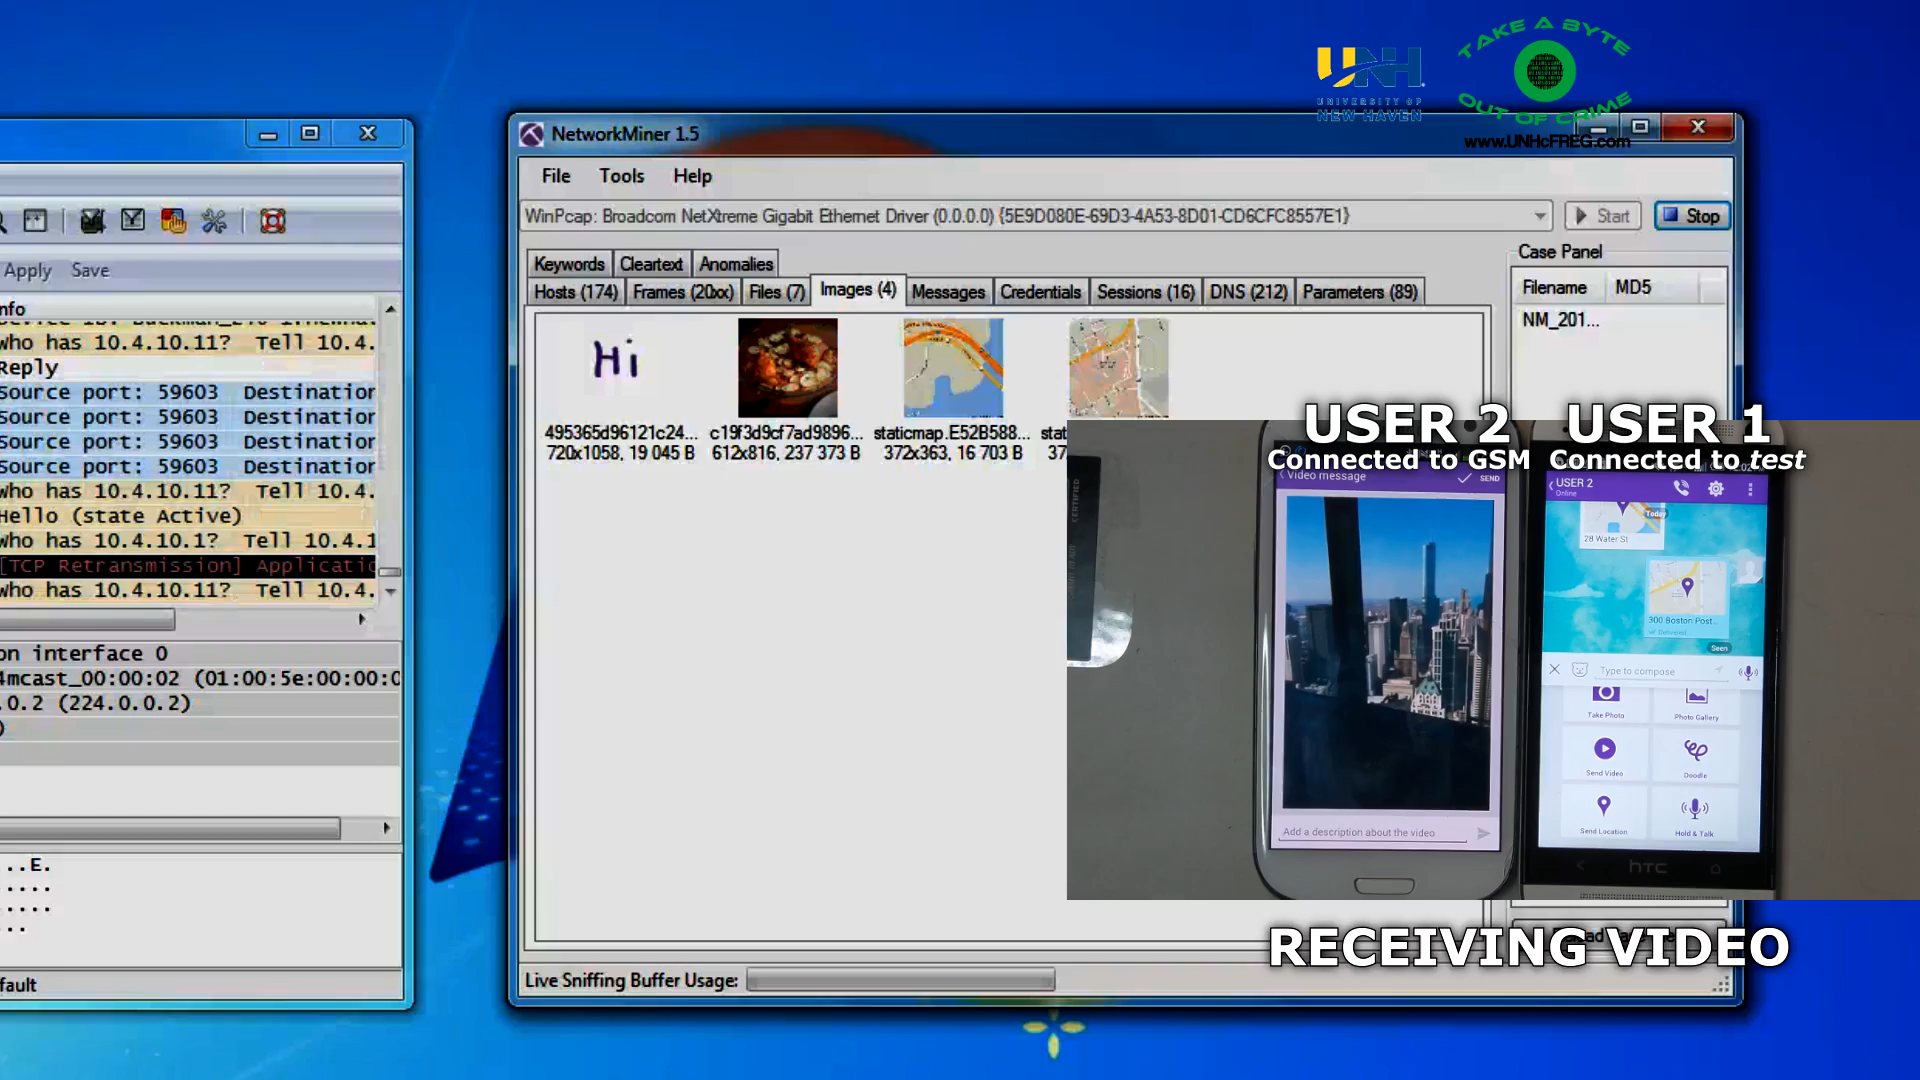 TAKE A BYTE
OUT OF CRIME
www.UNHcFREG.com
UNH
UNIVERSITY OF
NEW HAVEN
Apply Save
nfo
who has 10.4.10.11? Tell 10.4.
Reply
Source port: 59603 Destination
Source port: 59603 Destination
Source port: 59603 Destination
Source port: 59603 Destination
who has 10.4.10.11? Tell 10.4.
Hello (state Active)
who has 10.4.10.1? Tell 10.4.1
[TCP Retransmission] Applicatio
who has 10.4.10.11? Tell 10.4.
on interface 0
4mcast_00:00:02 (01:00:5e:00:00:0
.0.2 (224.0.0.2)
)
...E.
.....
....
...
fault
NetworkMiner 1.5
File Tools Help
WinPcap: Broadcom NetXtreme Gigabit Ethernet Driver (0.0.0.0) {5E9D080E-69D3-4A53-8D01-CD6CFC8557E1}
Start Stop
Keywords Cleartext Anomalies
Hosts (174) Frames (20xx) Files (7) Images (4) Messages Credentials Sessions (16) DNS (212) Parameters (89)
Case Panel
Filename MD5
NM_201...
Hi
495365d96121c24... c19f3d9cf7ad9896... staticmap.E52B588... stat
720x1058, 19 045 B 612x816, 237 373 B 372x363, 16 703 B 37
USER 2 USER 1
Connected to GSM Connected to test
Video message SEND
Add a description about the video
USER 2
Online
Today
28 Water St
300 Boston Post...
Delivered
Seen
Type to compose
Take Photo Photo Gallery
Send Video Doodle
Send Location Hold & Talk
hTC
RECEIVING VIDEO
Live Sniffing Buffer Usage: